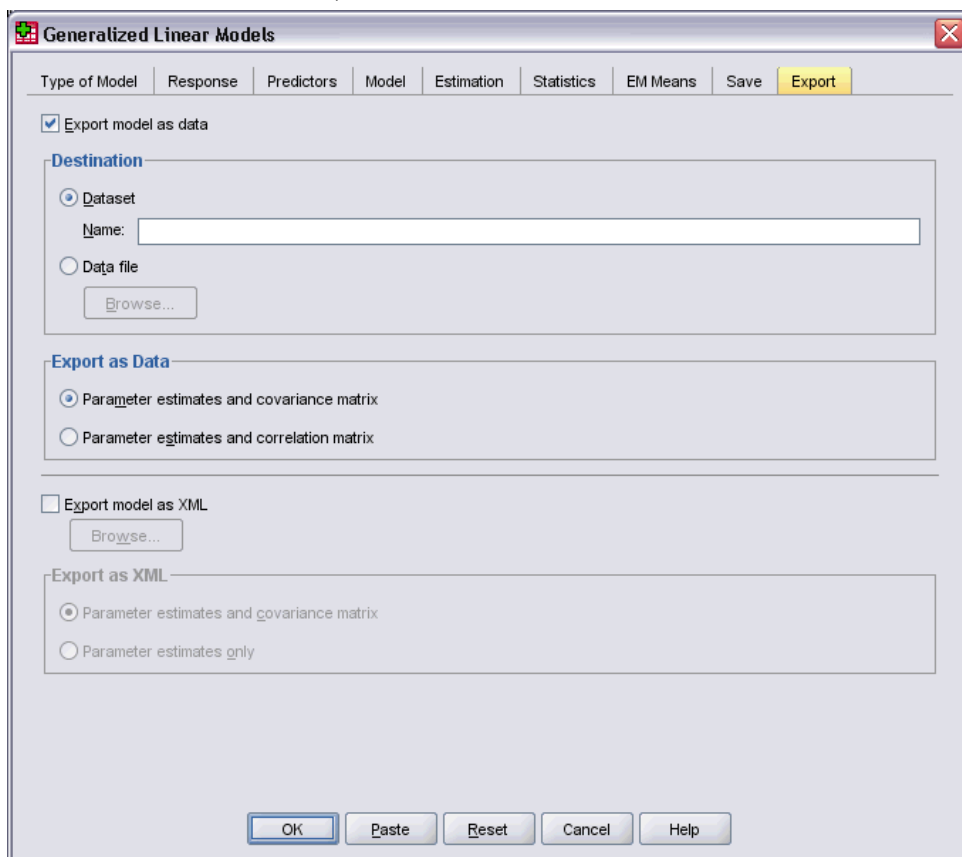 Generalized Linear Models
Type of Model Response Predictors Model Estimation Statistics EM Means Save Export
Export model as data
Destination
Dataset
Name:
Data file
Browse...
Export as Data
Parameter estimates and covariance matrix
Parameter estimates and correlation matrix
Export model as XML
Browse...
Export as XML
Parameter estimates and covariance matrix
Parameter estimates only
OK Paste Reset Cancel Help